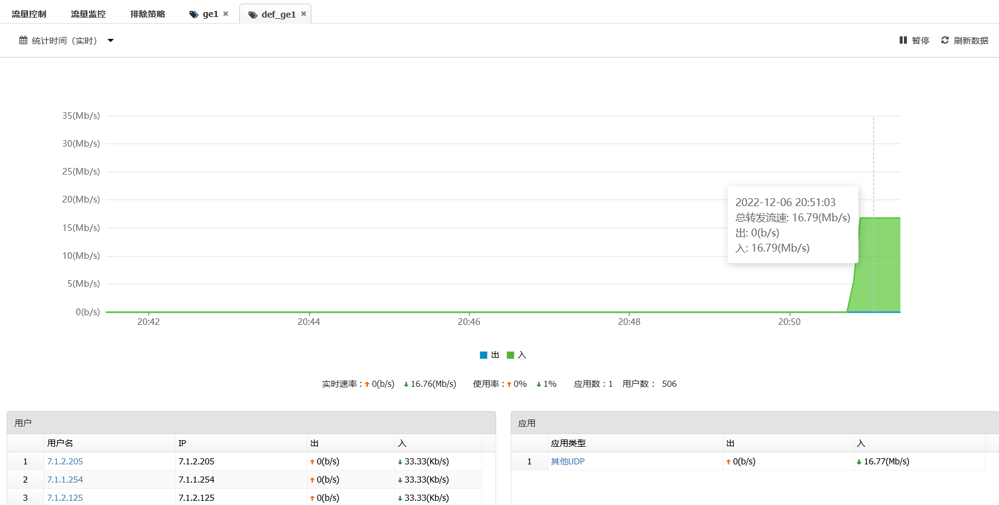 流量控制 流量监控 排除策略 ge1 × def_ge1 ×
统计时间（实时） 暂停 刷新数据
35(Mb/s)
30(Mb/s)
25(Mb/s)
20(Mb/s)
15(Mb/s)
10(Mb/s)
5(Mb/s)
0(b/s)
2022-12-06 20:51:03
总转发流速: 16.79(Mb/s)
出: 0(b/s)
入: 16.79(Mb/s)
20:42 20:44 20:46 20:48 20:50
出 入
实时速率：0(b/s) 16.76(Mb/s) 使用率：0% 1% 应用数：1 用户数： 506
用户
用户名 IP 出 入
1 7.1.2.205 7.1.2.205 0(b/s) 33.33(Kb/s)
2 7.1.1.254 7.1.1.254 0(b/s) 33.33(Kb/s)
3 7.1.2.125 7.1.2.125 0(b/s) 33.33(Kb/s)
应用
应用类型 出 入
1 其他UDP 0(b/s) 16.77(Mb/s)